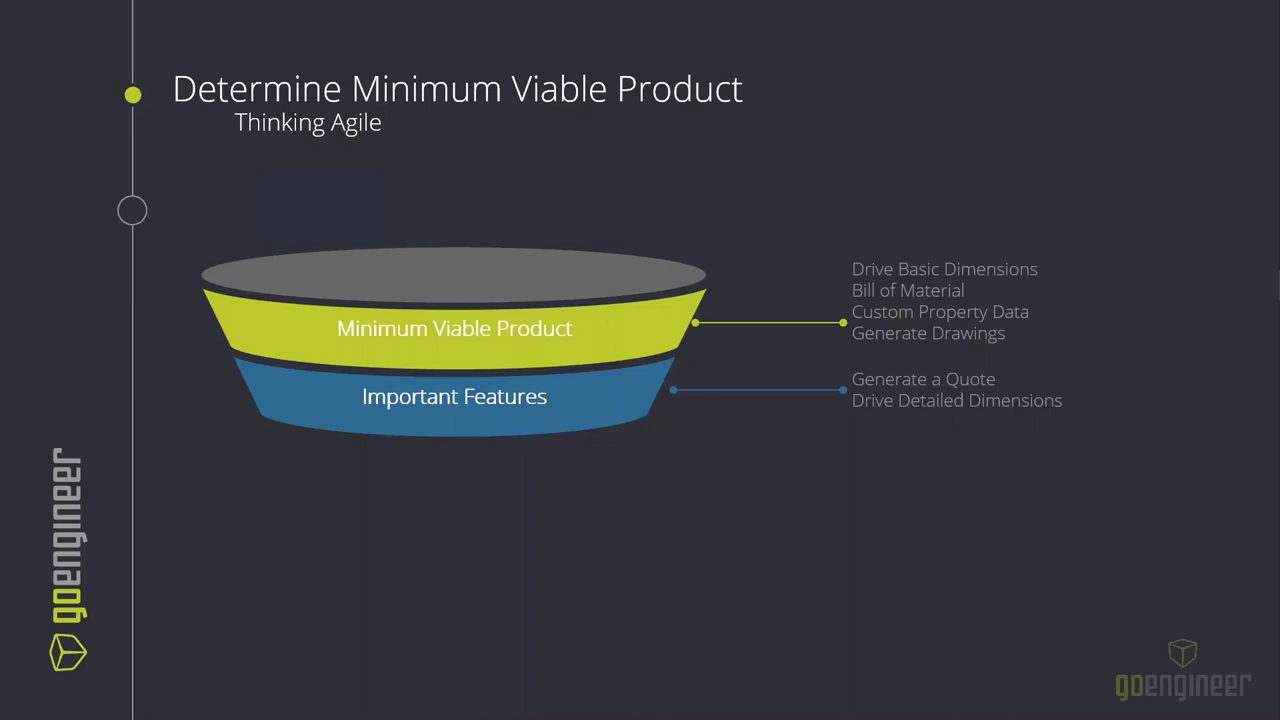 Determine Minimum Viable Product
Thinking Agile
Minimum Viable Product
Drive Basic Dimensions
Bill of Material
Custom Property Data
Generate Drawings
Important Features
Generate a Quote
Drive Detailed Dimensions
goengineer
goengineer